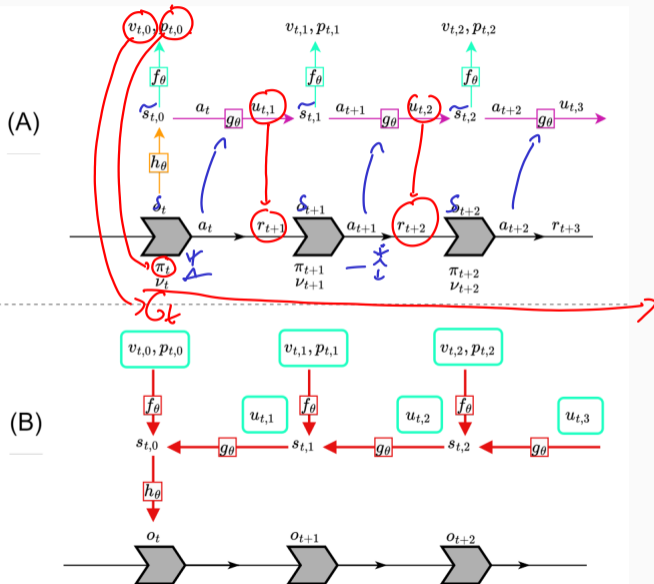 v_{t,0}, p_{t,0} v_{t,1}, p_{t,1} v_{t,2}, p_{t,2}
f_θ f_θ f_θ
(A) s̃_{t,0} a_t g_θ u_{t,1} s̃_{t,1} a_{t+1} g_θ u_{t,2} s̃_{t,2} a_{t+2} g_θ u_{t,3}
h_θ
s_t s_{t+1} s_{t+2}
a_t r_{t+1} a_{t+1} r_{t+2} a_{t+2} r_{t+3}
π_t π_{t+1} π_{t+2}
ν_t ν_{t+1} ν_{t+2}
G_t
v_{t,0}, p_{t,0} v_{t,1}, p_{t,1} v_{t,2}, p_{t,2}
f_θ u_{t,1} f_θ u_{t,2} f_θ u_{t,3}
(B) s_{t,0} g_θ s_{t,1} g_θ s_{t,2} g_θ
h_θ
o_t o_{t+1} o_{t+2}